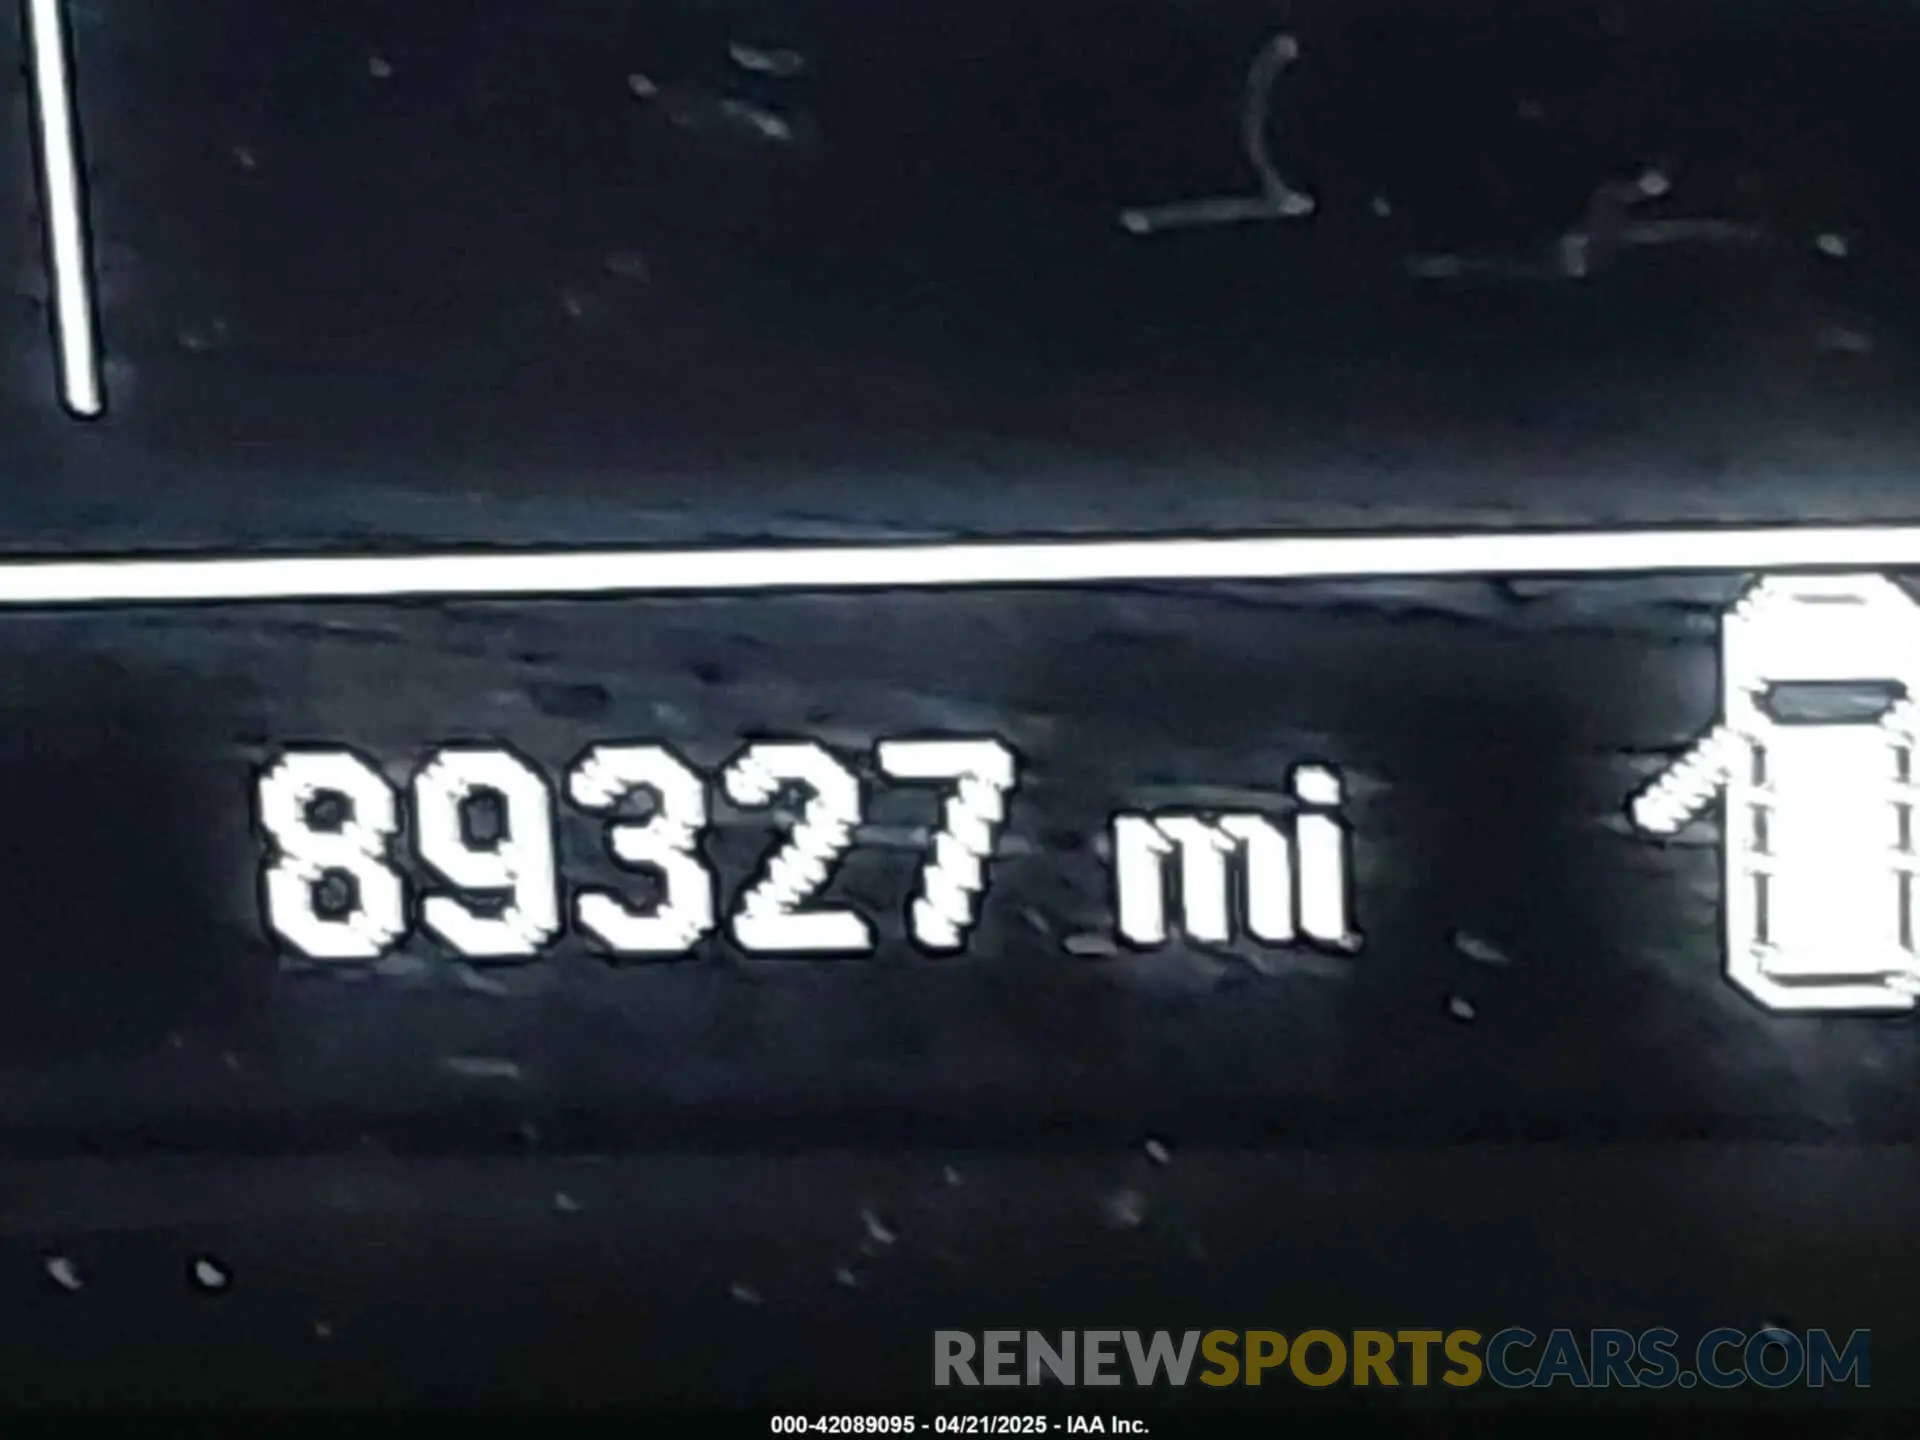 89327 mi
RENEWSPORTSCARS.COM
000-42089095 - 04/21/2025 - IAA Inc.